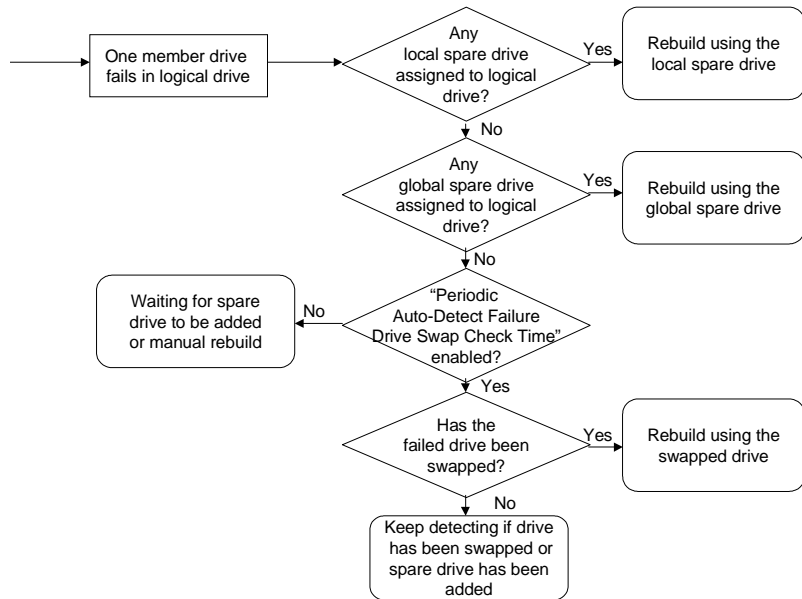 One member drive
fails in logical drive
Any
local spare drive
assigned to logical
drive?
Yes
Rebuild using the
local spare drive
No
Any
global spare drive
assigned to logical
drive?
Yes
Rebuild using the
global spare drive
No
“Periodic
Auto-Detect Failure
Drive Swap Check Time”
enabled?
No
Waiting for spare
drive to be added
or manual rebuild
Yes
Has the
failed drive been
swapped?
Yes
Rebuild using the
swapped drive
No
Keep detecting if drive
has been swapped or
spare drive has been
added